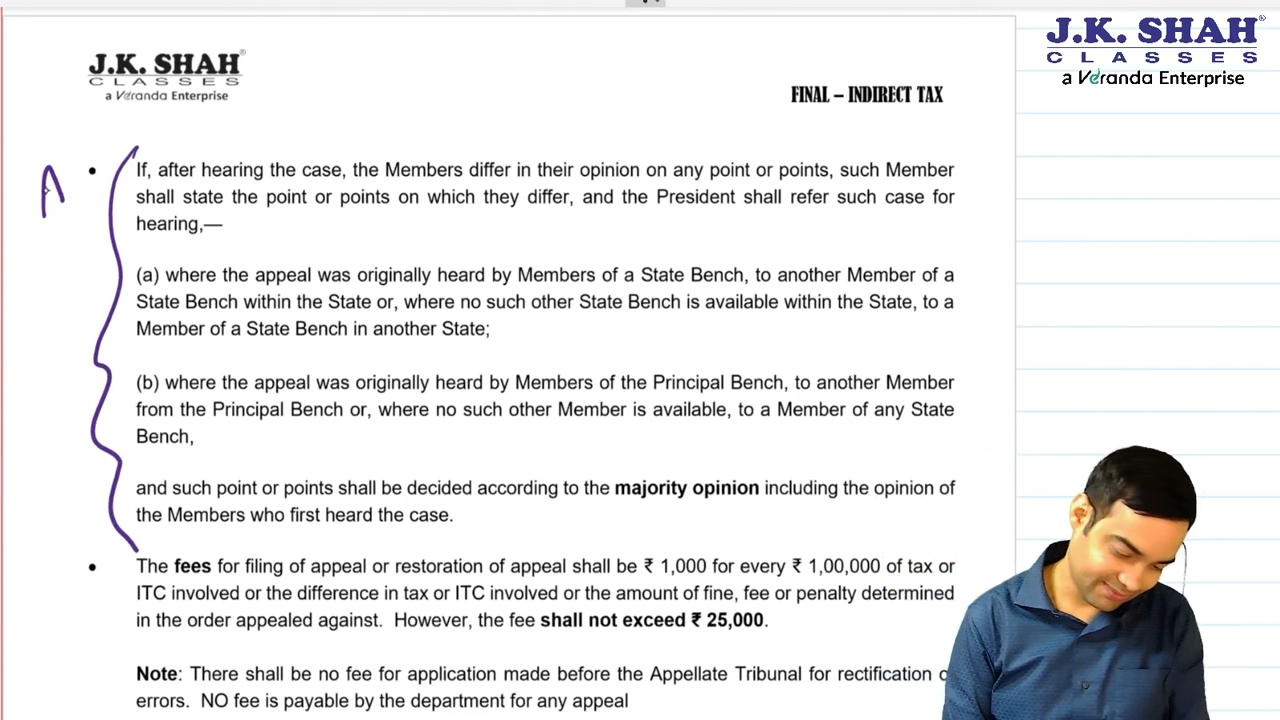 J.K. SHAH®
CLASSES
a Veranda Enterprise
J.K. SHAH®
CLASSES
a Veranda Enterprise
FINAL – INDIRECT TAX
A
• If, after hearing the case, the Members differ in their opinion on any point or points, such Member
shall state the point or points on which they differ, and the President shall refer such case for
hearing,—
(a) where the appeal was originally heard by Members of a State Bench, to another Member of a
State Bench within the State or, where no such other State Bench is available within the State, to a
Member of a State Bench in another State;
(b) where the appeal was originally heard by Members of the Principal Bench, to another Member
from the Principal Bench or, where no such other Member is available, to a Member of any State
Bench,
and such point or points shall be decided according to the majority opinion including the opinion of
the Members who first heard the case.
• The fees for filing of appeal or restoration of appeal shall be ₹ 1,000 for every ₹ 1,00,000 of tax or
ITC involved or the difference in tax or ITC involved or the amount of fine, fee or penalty determined
in the order appealed against. However, the fee shall not exceed ₹ 25,000.
Note: There shall be no fee for application made before the Appellate Tribunal for rectification
errors. NO fee is payable by the department for any appeal